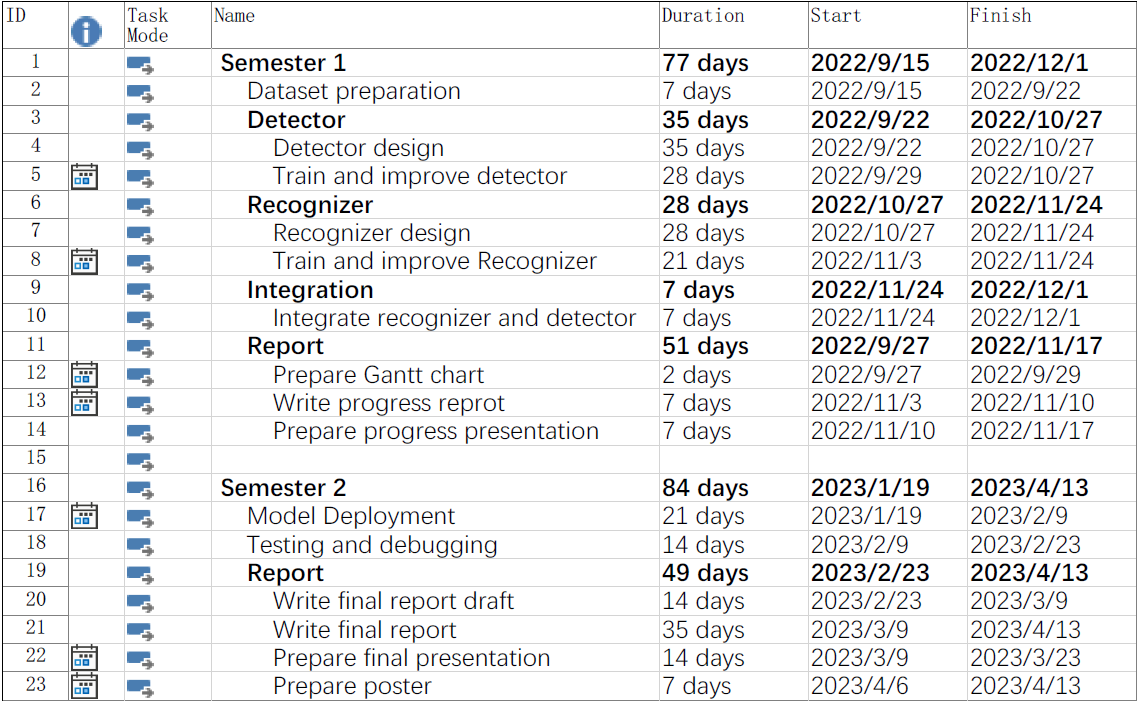 ID Task Mode Name Duration Start Finish
1 Semester 1 77 days 2022/9/15 2022/12/1
2 Dataset preparation 7 days 2022/9/15 2022/9/22
3 Detector 35 days 2022/9/22 2022/10/27
4 Detector design 35 days 2022/9/22 2022/10/27
5 Train and improve detector 28 days 2022/9/29 2022/10/27
6 Recognizer 28 days 2022/10/27 2022/11/24
7 Recognizer design 28 days 2022/10/27 2022/11/24
8 Train and improve Recognizer 21 days 2022/11/3 2022/11/24
9 Integration 7 days 2022/11/24 2022/12/1
10 Integrate recognizer and detector 7 days 2022/11/24 2022/12/1
11 Report 51 days 2022/9/27 2022/11/17
12 Prepare Gantt chart 2 days 2022/9/27 2022/9/29
13 Write progress reprot 7 days 2022/11/3 2022/11/10
14 Prepare progress presentation 7 days 2022/11/10 2022/11/17
15
16 Semester 2 84 days 2023/1/19 2023/4/13
17 Model Deployment 21 days 2023/1/19 2023/2/9
18 Testing and debugging 14 days 2023/2/9 2023/2/23
19 Report 49 days 2023/2/23 2023/4/13
20 Write final report draft 14 days 2023/2/23 2023/3/9
21 Write final report 35 days 2023/3/9 2023/4/13
22 Prepare final presentation 14 days 2023/3/9 2023/3/23
23 Prepare poster 7 days 2023/4/6 2023/4/13